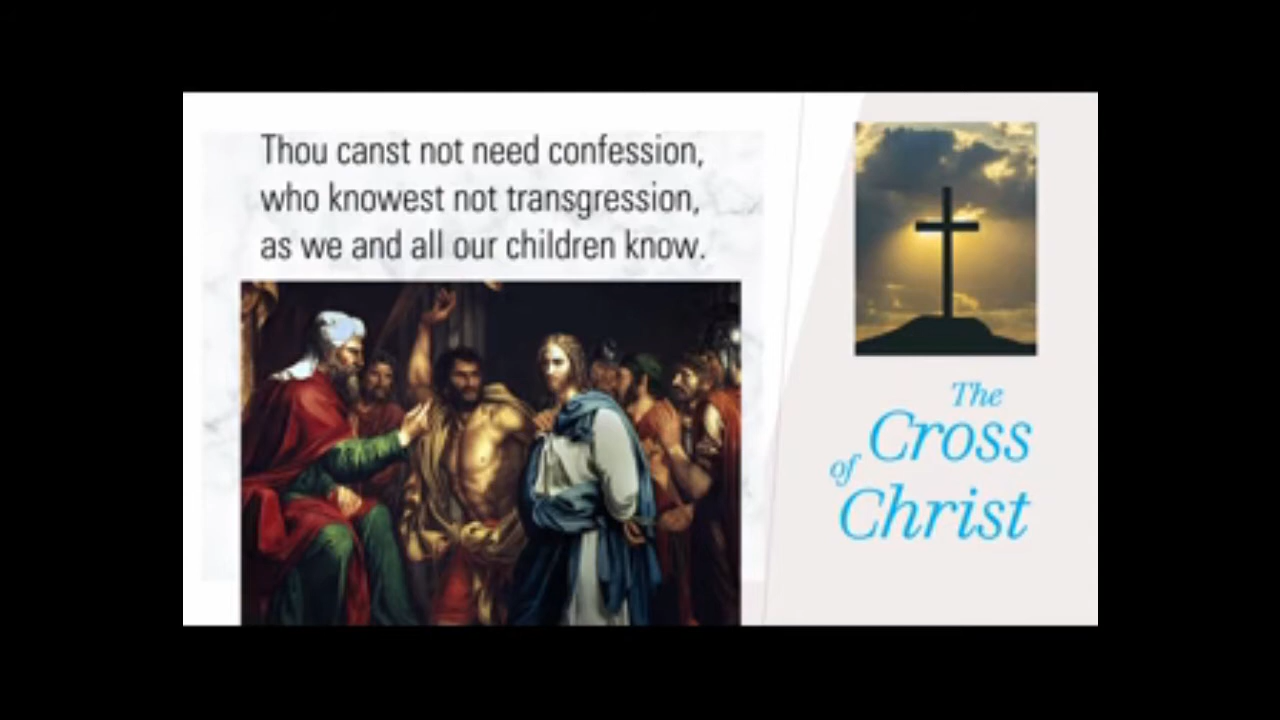 Thou canst not need confession,
who knowest not transgression,
as we and all our children know.
The
Cross
of
Christ